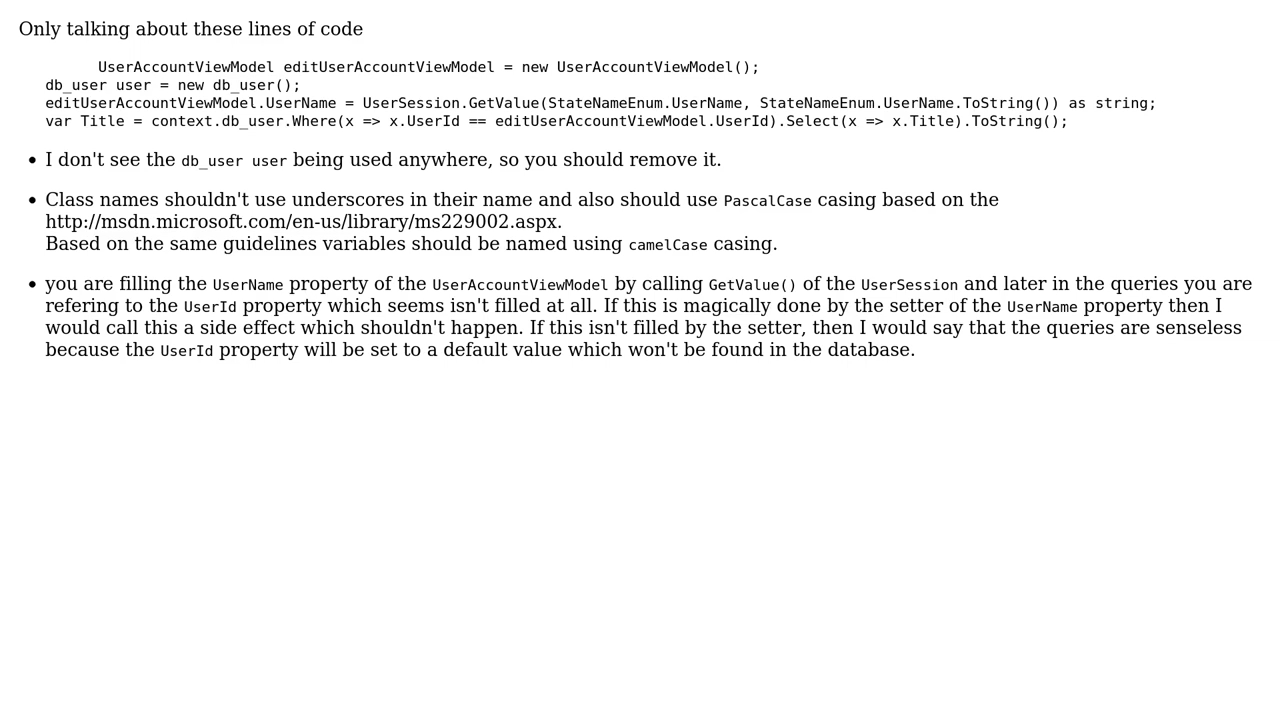 Only talking about these lines of code
UserAccountViewModel editUserAccountViewModel = new UserAccountViewModel();
db_user user = new db_user();
editUserAccountViewModel.UserName = UserSession.GetValue(StateNameEnum.UserName, StateNameEnum.UserName.ToString()) as string;
var Title = context.db_user.Where(x => x.UserId == editUserAccountViewModel.UserId).Select(x => x.Title).ToString();
• I don't see the db_user user being used anywhere, so you should remove it.
• Class names shouldn't use underscores in their name and also should use PascalCase casing based on the
http://msdn.microsoft.com/en-us/library/ms229002.aspx.
Based on the same guidelines variables should be named using camelCase casing.
• you are filling the UserName property of the UserAccountViewModel by calling GetValue() of the UserSession and later in the queries you are
refering to the UserId property which seems isn't filled at all. If this is magically done by the setter of the UserName property then I
would call this a side effect which shouldn't happen. If this isn't filled by the setter, then I would say that the queries are senseless
because the UserId property will be set to a default value which won't be found in the database.